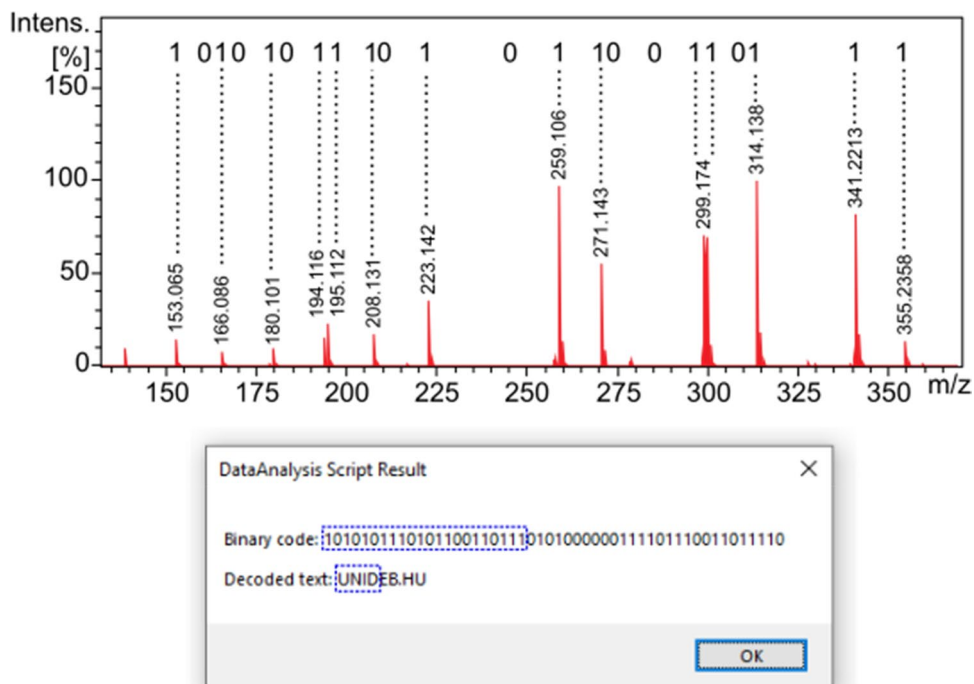 Intens.
[%]
1 010 10 11 10 1 0 1 10 0 11 01 1 1
150
100
50
0
153.065 166.086 180.101 194.116 195.112 208.131 223.142 259.106 271.143 299.174 314.138 341.2213 355.2358
150 175 200 225 250 275 300 325 350 m/z
DataAnalysis Script Result
Binary code: 10101011101011001101110101000000111101110011011110
Decoded text: UNIDEB.HU
OK